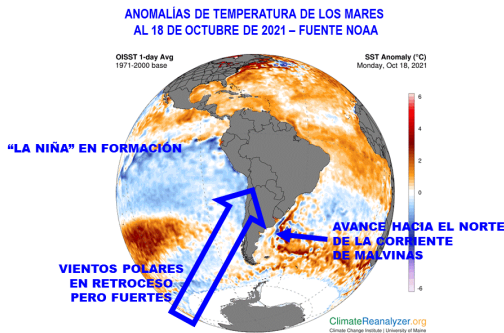 ANOMALÍAS DE TEMPERATURA DE LOS MARES
AL 18 DE OCTUBRE DE 2021 – FUENTE NOAA
OISST 1-day Avg
1971-2000 base
SST Anomaly (°C)
Monday, Oct 18, 2021
6
4
2
0
-2
-4
-6
“LA NIÑA” EN FORMACIÓN
AVANCE HACIA EL NORTE
DE LA CORRIENTE
DE MALVINAS
VIENTOS POLARES
EN RETROCESO
PERO FUERTES
ClimateReanalyzer.org
Climate Change Institute | University of Maine